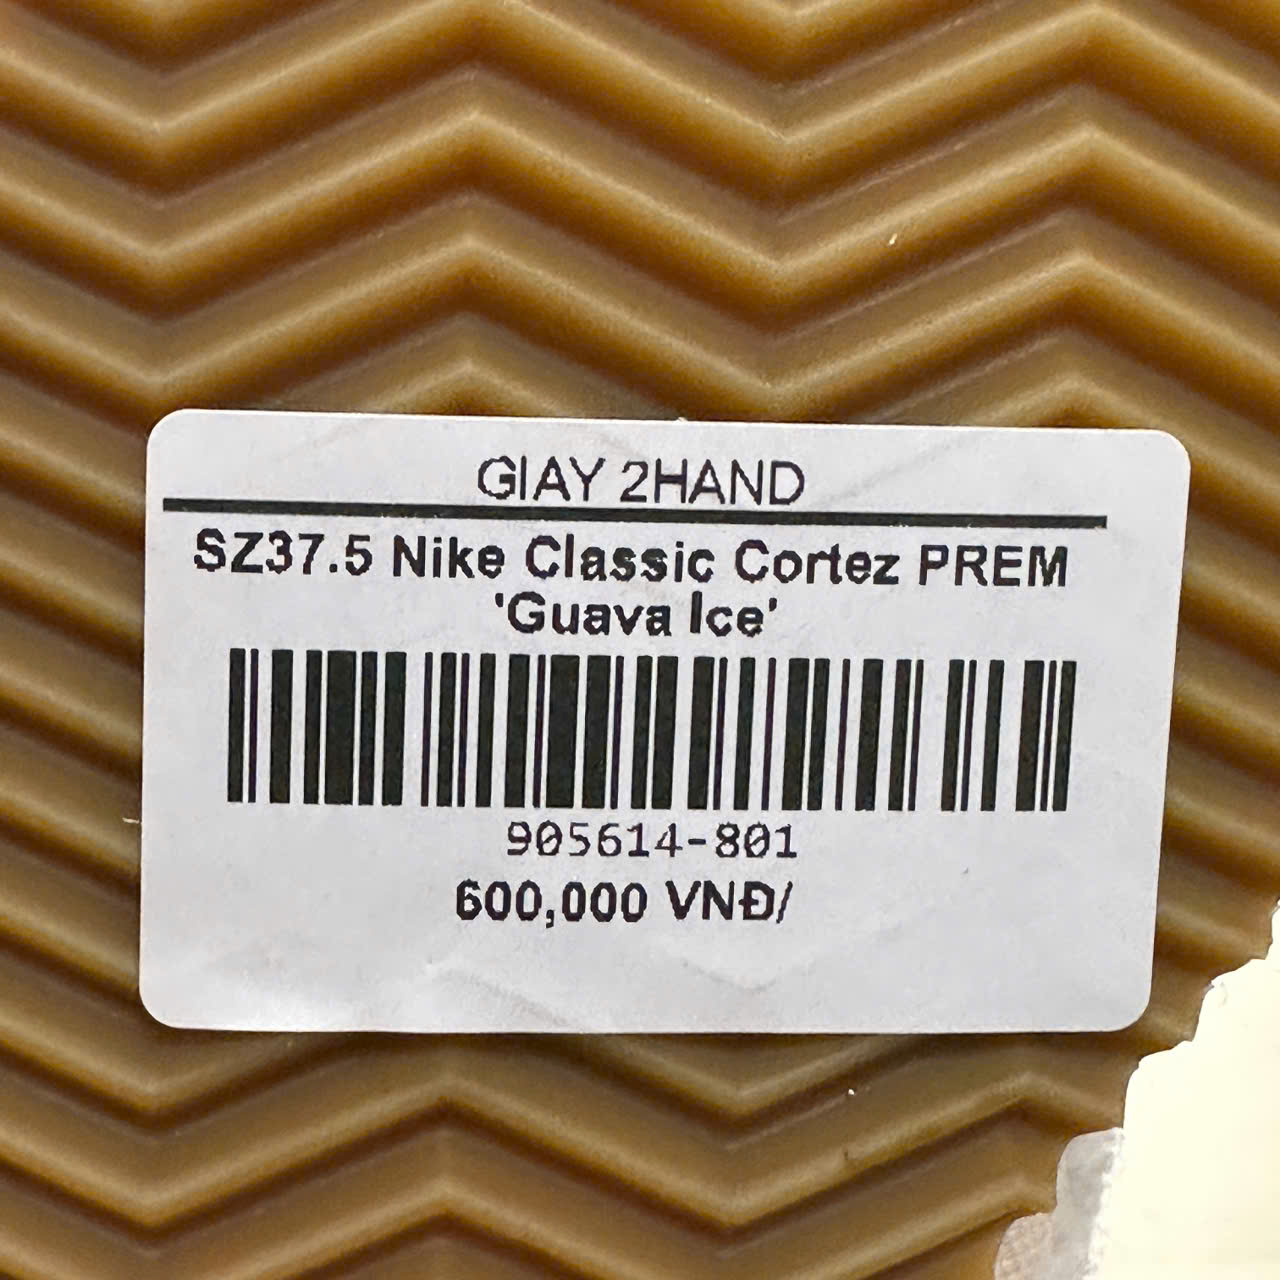 GIAY 2HAND
SZ37.5 Nike Classic Cortez PREM
'Guava Ice'
905614-801
600,000 VNĐ/